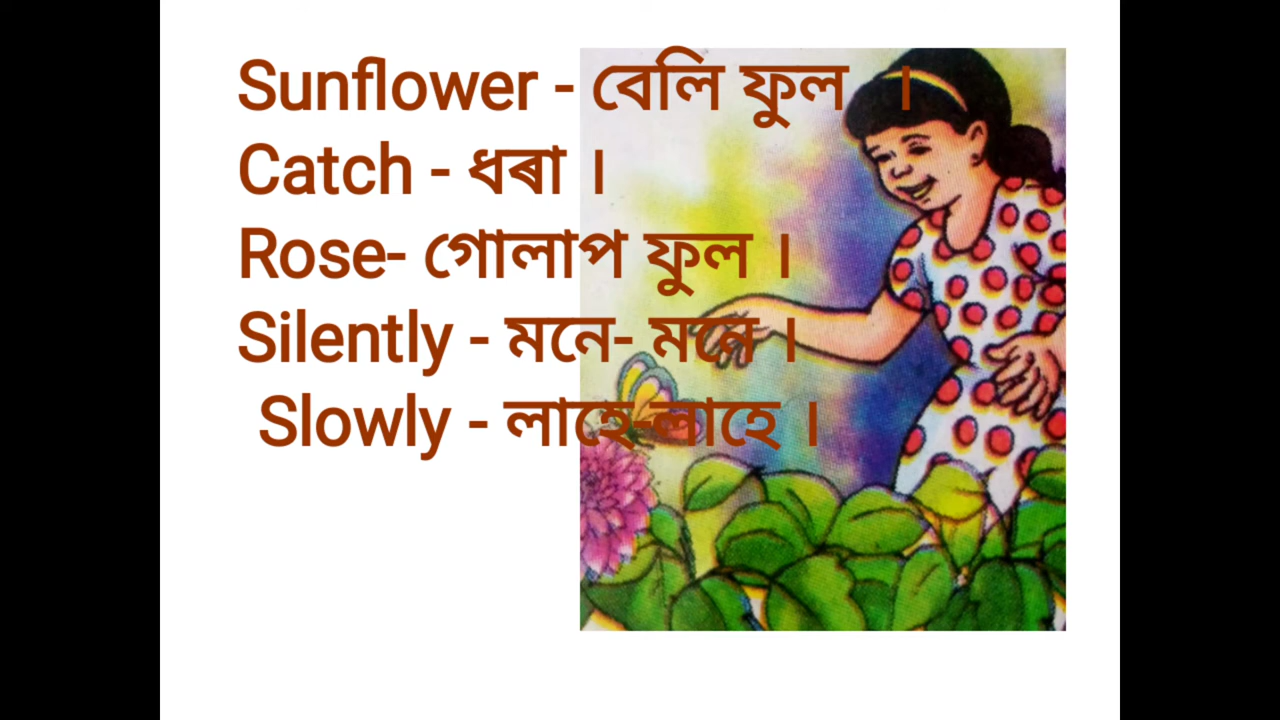 Sunflower - বেলি ফুল  ।
Catch - ধৰা ।
Rose- গোলাপ ফুল ।
Silently - মনে- মনে ।
Slowly - লাহে-লাহে ।